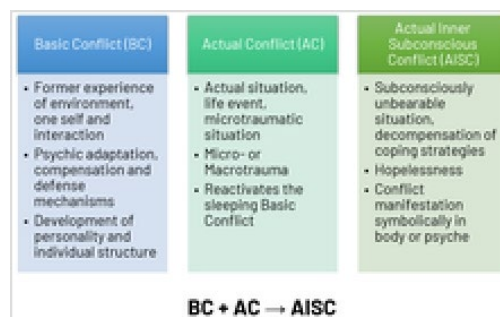 Basic Conflict (BC)
• Former experience
of environment,
one self and
interaction
• Psychic adaptation,
compensation and
defense
mechanisms
• Development of
personality and
individual structure
Actual Conflict (AC)
• Actual situation,
life event,
microtraumatic
situation
• Micro- or
Macrotrauma
• Reactivates the
sleeping Basic
Conflict
Actual Inner
Subconscious
Conflict (AISC)
• Subconsciously
unbearable
situation,
decompensation of
coping strategies
• Hopelessness
• Conflict
manifestation
symbolically in
body or psyche
BC + AC → AISC